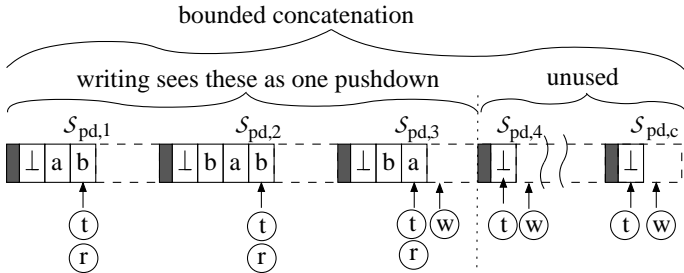 bounded concatenation
writing sees these as one pushdown unused
S_pd,1 S_pd,2 S_pd,3 S_pd,4 S_pd,c
⊥ a b ⊥ b a b ⊥ b a ⊥ ⊥
t t t w t w t w
r r r